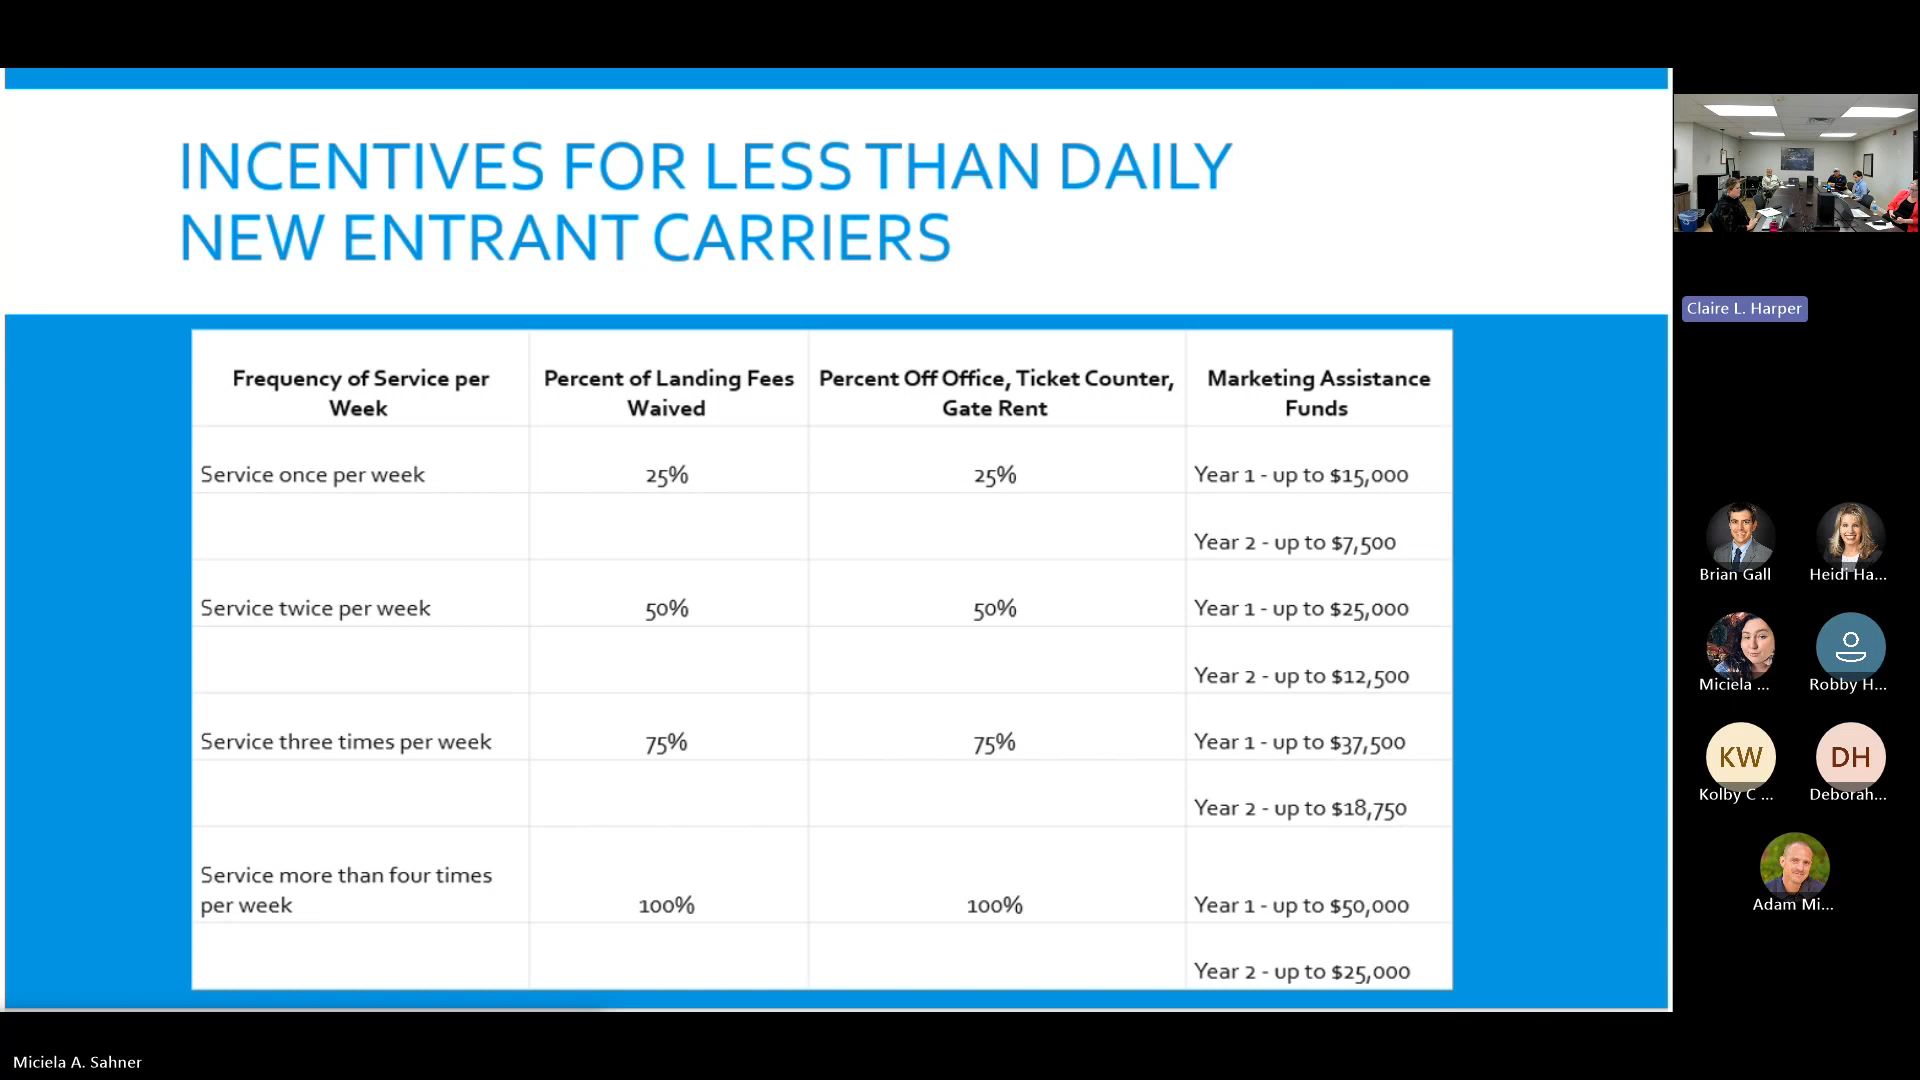 INCENTIVES FOR LESS THAN DAILY
NEW ENTRANT CARRIERS
Frequency of Service per
Week
Percent of Landing Fees
Waived
Percent Off Office, Ticket Counter,
Gate Rent
Marketing Assistance
Funds
Service once per week
25%
25%
Year 1 - up to $15,000
Year 2 - up to $7,500
Service twice per week
50%
50%
Year 1 - up to $25,000
Year 2 - up to $12,500
Service three times per week
75%
75%
Year 1 - up to $37,500
Year 2 - up to $18,750
Service more than four times
per week
100%
100%
Year 1 - up to $50,000
Year 2 - up to $25,000
Claire L. Harper
Brian Gall
Heidi Ha...
Miciela ...
Robby H...
KW
Kolby C ...
DH
Deborah...
Adam Mi...
Miciela A. Sahner